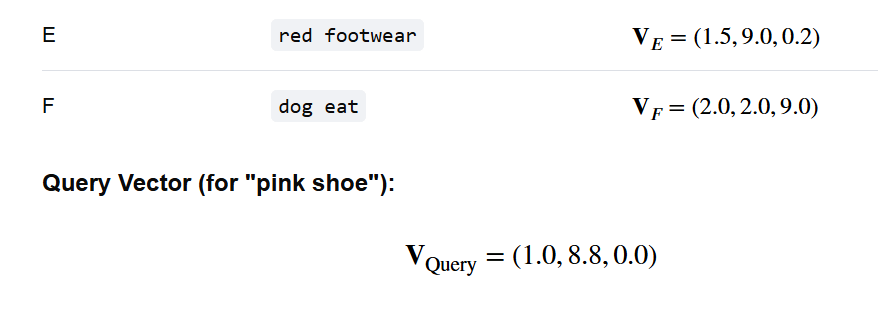 E red footwear V_E = (1.5, 9.0, 0.2)
F dog eat V_F = (2.0, 2.0, 9.0)
Query Vector (for "pink shoe"):
V_Query = (1.0, 8.8, 0.0)